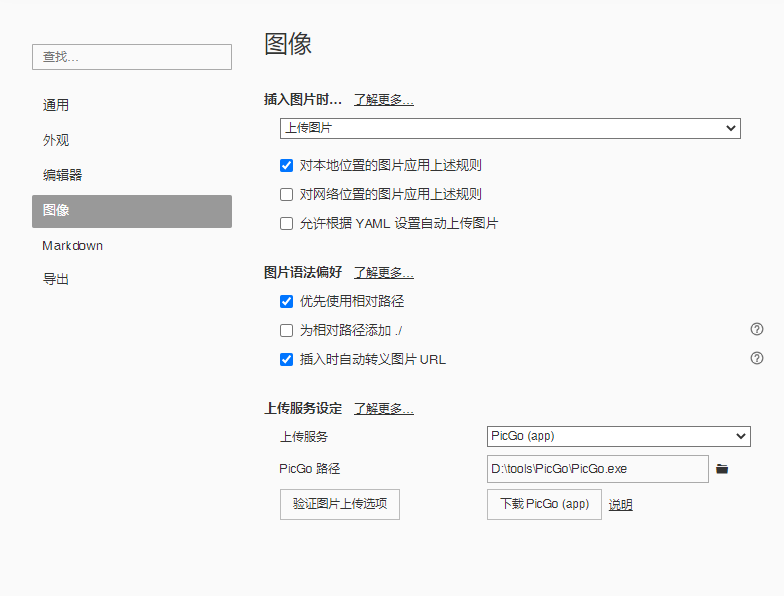 图像
查找...
通用
外观
编辑器
图像
Markdown
导出
插入图片时... 了解更多...
上传图片
对本地位置的图片应用上述规则
对网络位置的图片应用上述规则
允许根据 YAML 设置自动上传图片
图片语法偏好 了解更多...
优先使用相对路径
为相对路径添加 ./
插入时自动转义图片 URL
上传服务设定 了解更多...
上传服务 PicGo (app)
PicGo 路径 D:\tools\PicGo\PicGo.exe
验证图片上传选项 下载 PicGo (app) 说明